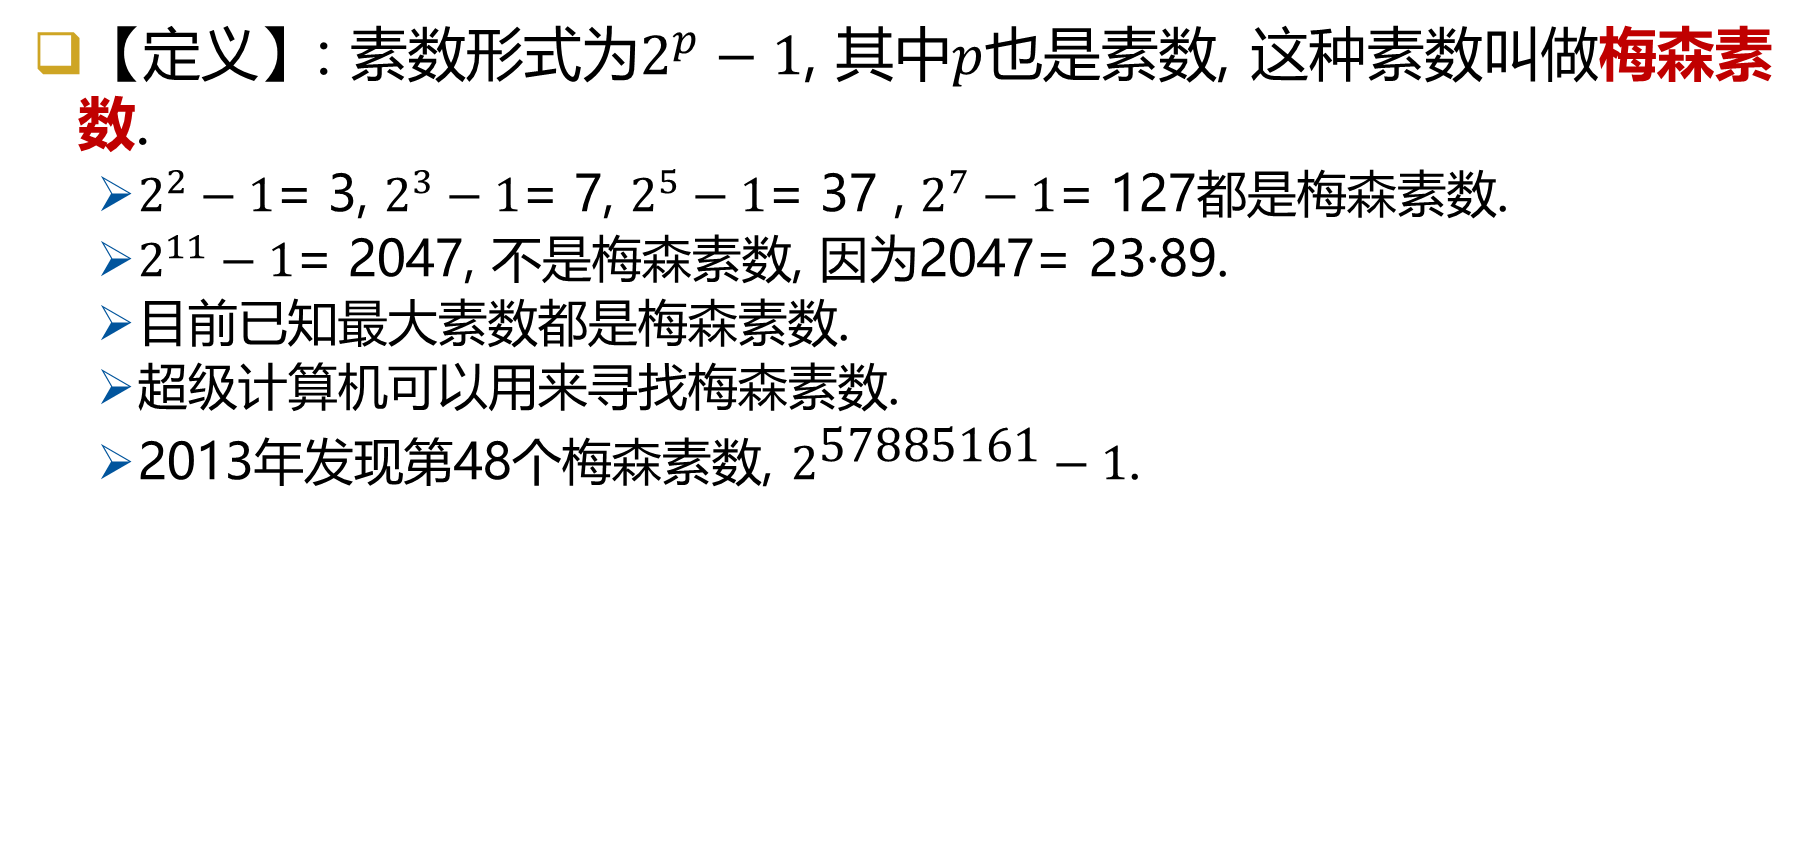 【定义】: 素数形式为2^p − 1, 其中p也是素数, 这种素数叫做梅森素
数.
2^2 − 1= 3, 2^3 − 1= 7, 2^5 − 1= 37 , 2^7 − 1= 127都是梅森素数.
2^11 − 1= 2047, 不是梅森素数, 因为2047= 23·89.
目前已知最大素数都是梅森素数.
超级计算机可以用来寻找梅森素数.
2013年发现第48个梅森素数, 2^57885161 − 1.